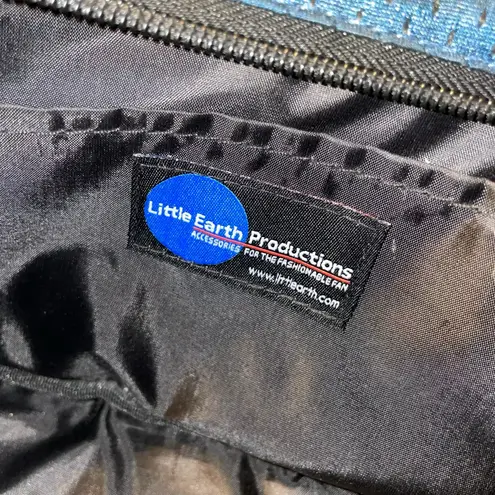 Little Earth Productions
ACCESSORIES FOR THE FASHIONABLE FAN
www.littlearth.com